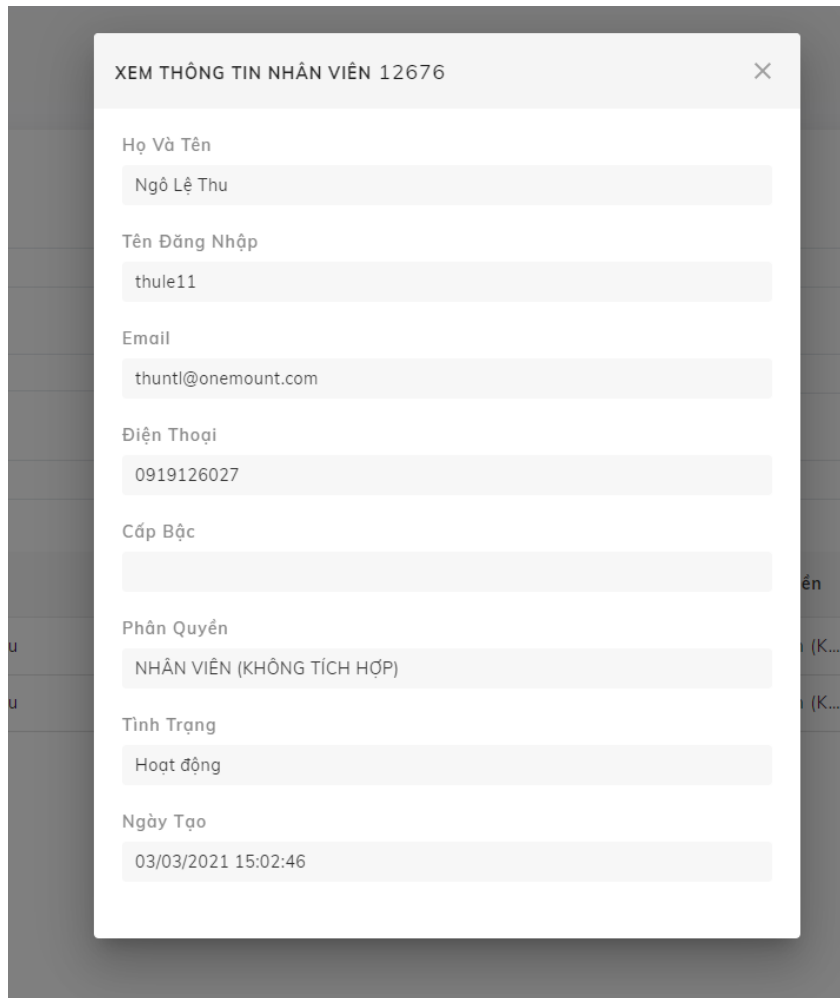 XEM THÔNG TIN NHÂN VIÊN 12676
Họ Và Tên
Ngô Lệ Thu
Tên Đăng Nhập
thule11
Email
thuntl@onemount.com
Điện Thoại
0919126027
Cấp Bậc
ền
Phân Quyền
u
(K...
NHÂN VIÊN (KHÔNG TÍCH HỢP)
u
(K...
Tình Trạng
Hoạt động
Ngày Tạo
03/03/2021 15:02:46